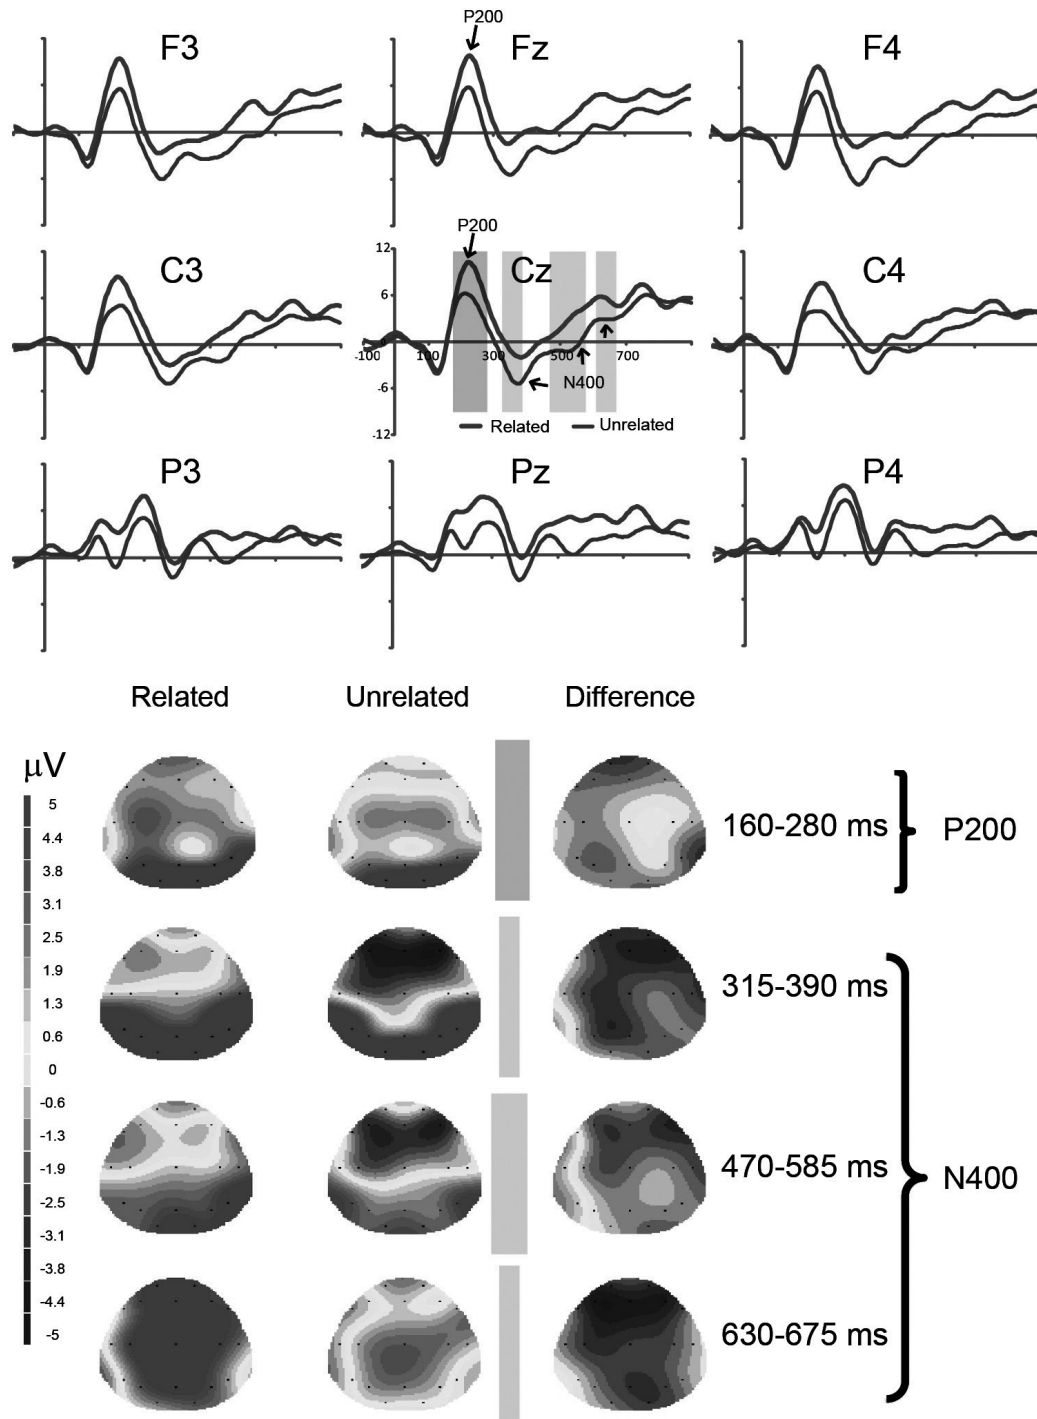 P200
F3 Fz F4
P200
C3 Cz C4
12
6
-100 0 100 300 500 700
-6
N400
-12
Related Unrelated
P3 Pz P4
Related Unrelated Difference
μV
5
4.4
3.8
3.1
2.5
1.9
1.3
0.6
0
-0.6
-1.3
-1.9
-2.5
-3.1
-3.8
-4.4
-5
160-280 ms
P200
315-390 ms
470-585 ms
N400
630-675 ms